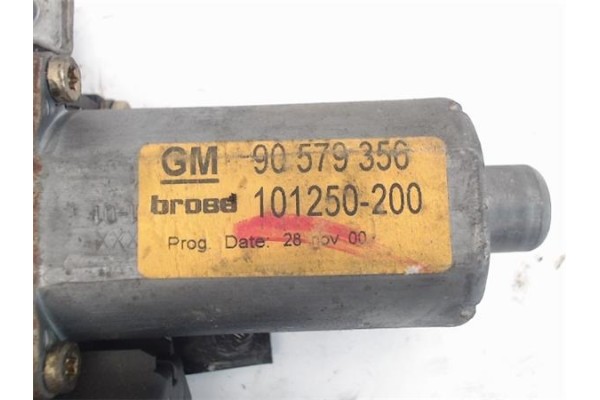 GM 90 579 356
brose 101250-200
Prog. Date: 28 nov 00